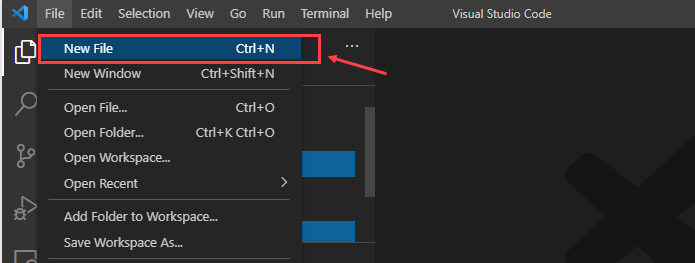 File Edit Selection View Go Run Terminal Help Visual Studio Code
New File Ctrl+N
New Window Ctrl+Shift+N
Open File... Ctrl+O
Open Folder... Ctrl+K Ctrl+O
Open Workspace...
Open Recent
Add Folder to Workspace...
Save Workspace As...